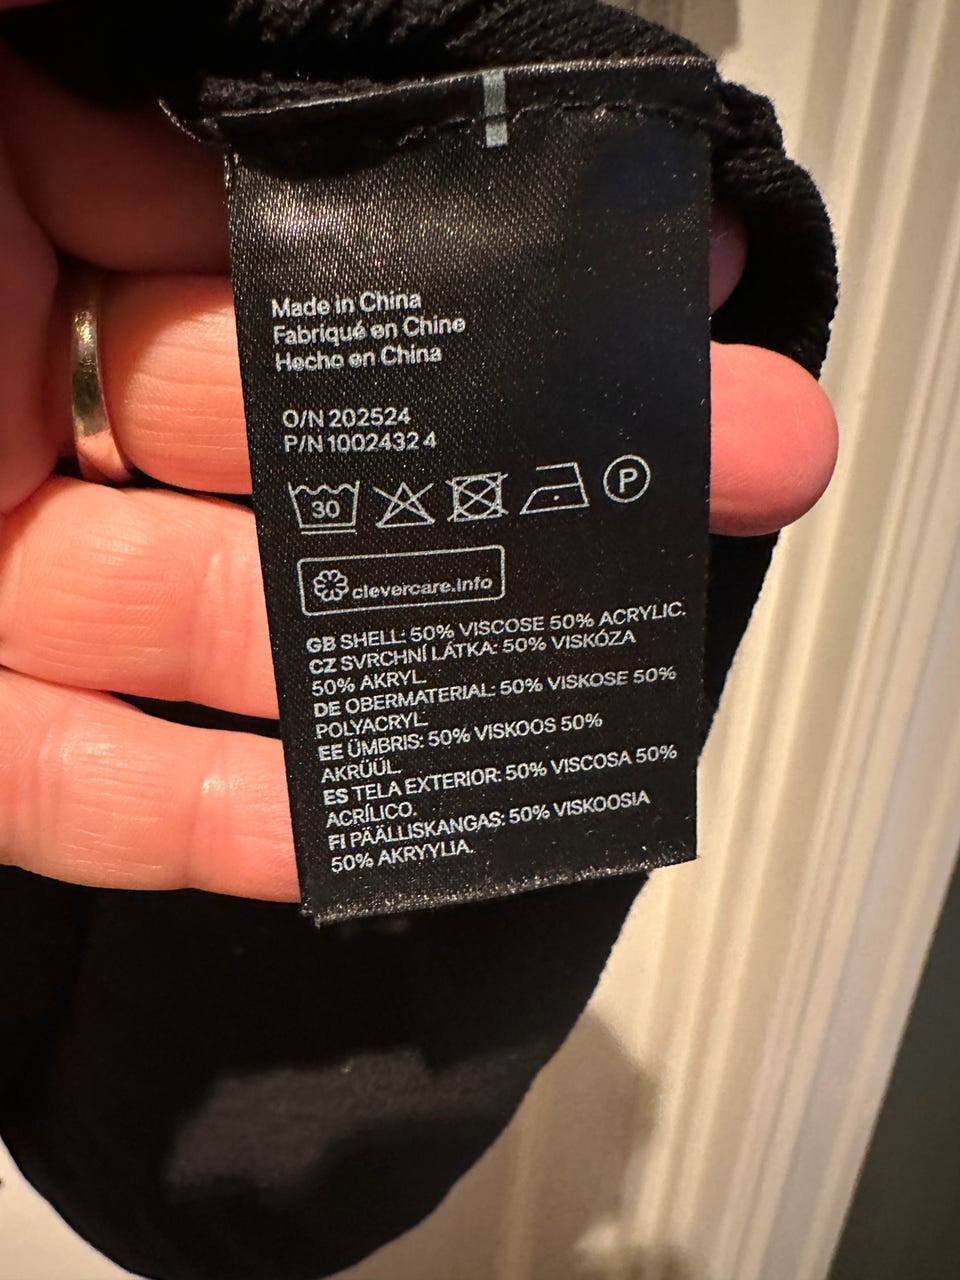 Made in China
Fabriqué en Chine
Hecho en China
O/N 202524
P/N 10024324
30 P
clevercare.info
GB SHELL: 50% VISCOSE 50% ACRYLIC.
CZ SVRCHNÍ LÁTKA: 50% VISKÓZA
50% AKRYL.
DE OBERMATERIAL: 50% VISKOSE 50%
POLYACRYL.
EE ÜMBRIS: 50% VISKOOS 50%
AKRÜÜL.
ES TELA EXTERIOR: 50% VISCOSA 50%
ACRÍLICO.
FI PÄÄLLISKANGAS: 50% VISKOOSIA
50% AKRYYLIA.